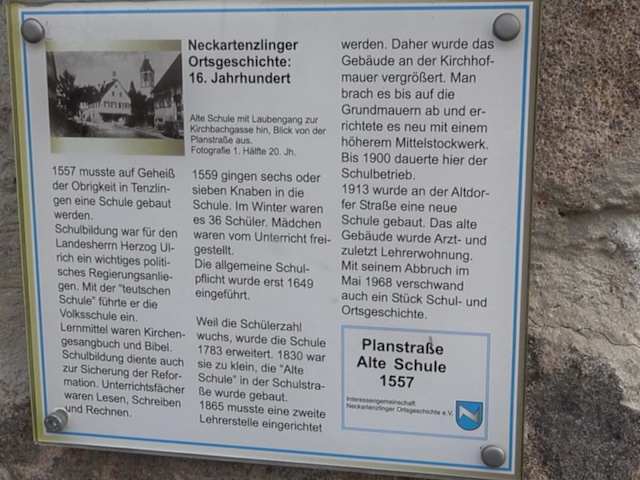 Neckartenzlinger
Ortsgeschichte:
16. Jahrhundert
Alte Schule mit Laubengang zur
Kirchbachgasse hin, Blick von der
Planstraße aus.
Fotografie 1. Hälfte 20. Jh.
1557 musste auf Geheiß
der Obrigkeit in Tenzlin-
gen eine Schule gebaut
werden.
Schulbildung war für den
Landesherrn Herzog Ul-
rich ein wichtiges politi-
sches Regierungsanlie-
gen. Mit der "teutschen
Schule" führte er die
Volksschule ein.
Lernmittel waren Kirchen-
gesangbuch und Bibel.
Schulbildung diente auch
zur Sicherung der Refor-
mation. Unterrichtsfächer
waren Lesen, Schreiben
und Rechnen.
1559 gingen sechs oder
sieben Knaben in die
Schule. Im Winter waren
es 36 Schüler. Mädchen
waren vom Unterricht frei-
gestellt.
Die allgemeine Schul-
pflicht wurde erst 1649
eingeführt.
Weil die Schülerzahl
wuchs, wurde die Schule
1783 erweitert. 1830 war
sie zu klein, die "Alte
Schule" in der Schulstra-
ße wurde gebaut.
1865 musste eine zweite
Lehrerstelle eingerichtet
werden. Daher wurde das
Gebäude an der Kirchhof-
mauer vergrößert. Man
brach es bis auf die
Grundmauern ab und er-
richtete es neu mit einem
höherem Mittelstockwerk.
Bis 1900 dauerte hier der
Schulbetrieb.
1913 wurde an der Altdor-
fer Straße eine neue
Schule gebaut. Das alte
Gebäude wurde Arzt- und
zuletzt Lehrerwohnung.
Mit seinem Abbruch im
Mai 1968 verschwand
auch ein Stück Schul- und
Ortsgeschichte.
Planstraße
Alte Schule
1557
Interessengemeinschaft
Neckartenzlinger Ortsgeschichte e.V.